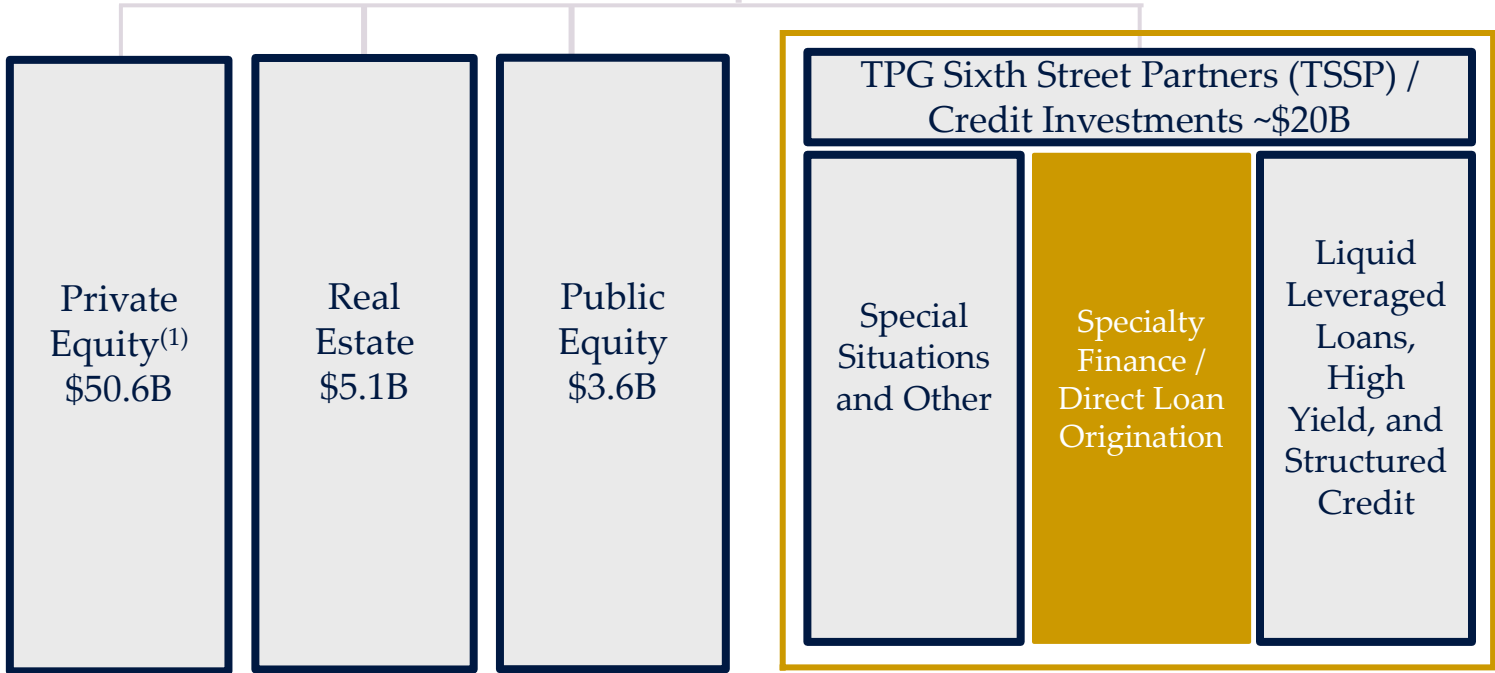 Private
Equity(1)
$50.6B
Real
Estate
$5.1B
Public
Equity
$3.6B
TPG Sixth Street Partners (TSSP) /
Credit Investments ~$20B
Special
Situations
and Other
Specialty
Finance /
Direct Loan
Origination
Liquid
Leveraged
Loans,
High
Yield, and
Structured
Credit